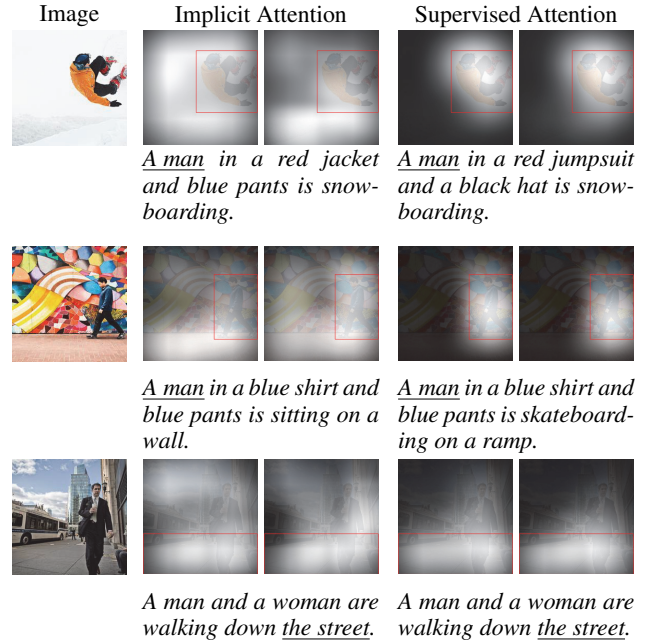 Image Implicit Attention Supervised Attention
A man in a red jacket
and blue pants is snow-
boarding.
A man in a red jumpsuit
and a black hat is snow-
boarding.
A man in a blue shirt and
blue pants is sitting on a
wall.
A man in a blue shirt and
blue pants is skateboard-
ing on a ramp.
A man and a woman are
walking down the street.
A man and a woman are
walking down the street.